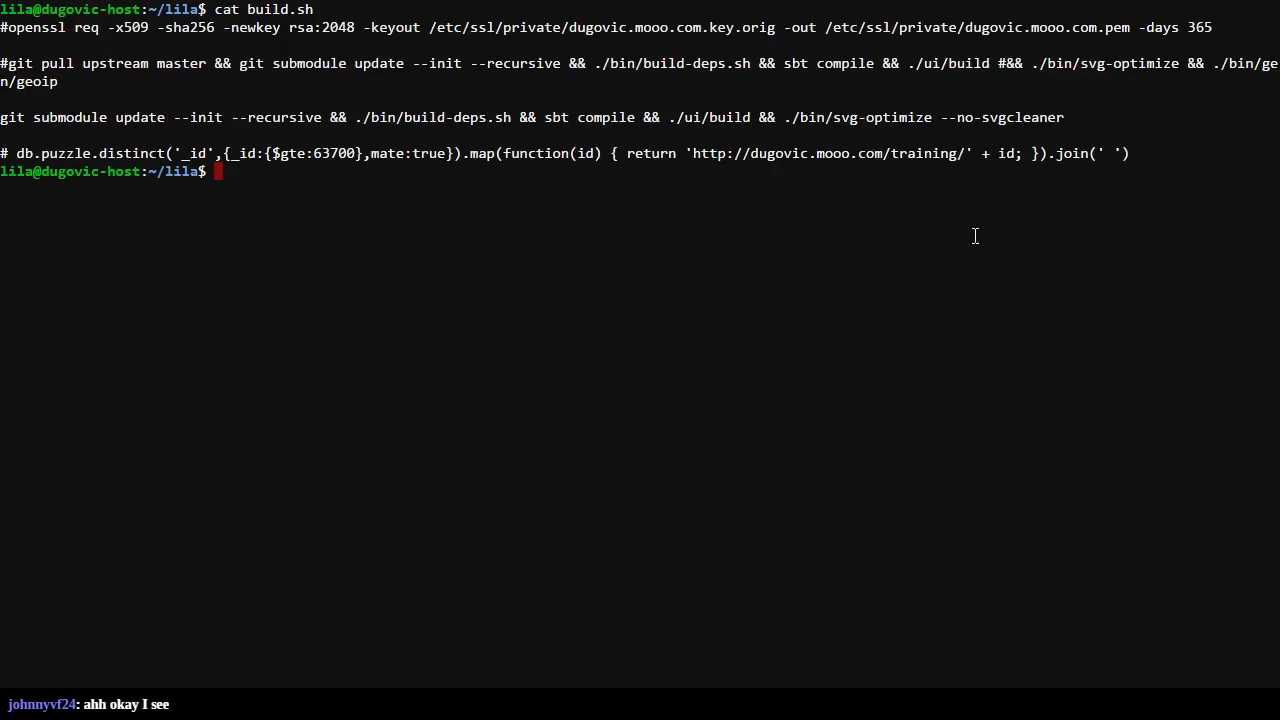 lila@dugovic-host:~/lila$ cat build.sh
#openssl req -x509 -sha256 -newkey rsa:2048 -keyout /etc/ssl/private/dugovic.mooo.com.key.orig -out /etc/ssl/private/dugovic.mooo.com.pem -days 365
#git pull upstream master && git submodule update --init --recursive && ./bin/build-deps.sh && sbt compile && ./ui/build #&& ./bin/svg-optimize && ./bin/ge
n/geoip
git submodule update --init --recursive && ./bin/build-deps.sh && sbt compile && ./ui/build && ./bin/svg-optimize --no-svgcleaner
# db.puzzle.distinct('_id',{_id:{$gte:63700},mate:true}).map(function(id) { return 'http://dugovic.mooo.com/training/' + id; }).join(' ')
lila@dugovic-host:~/lila$
johnnyvf24: ahh okay I see